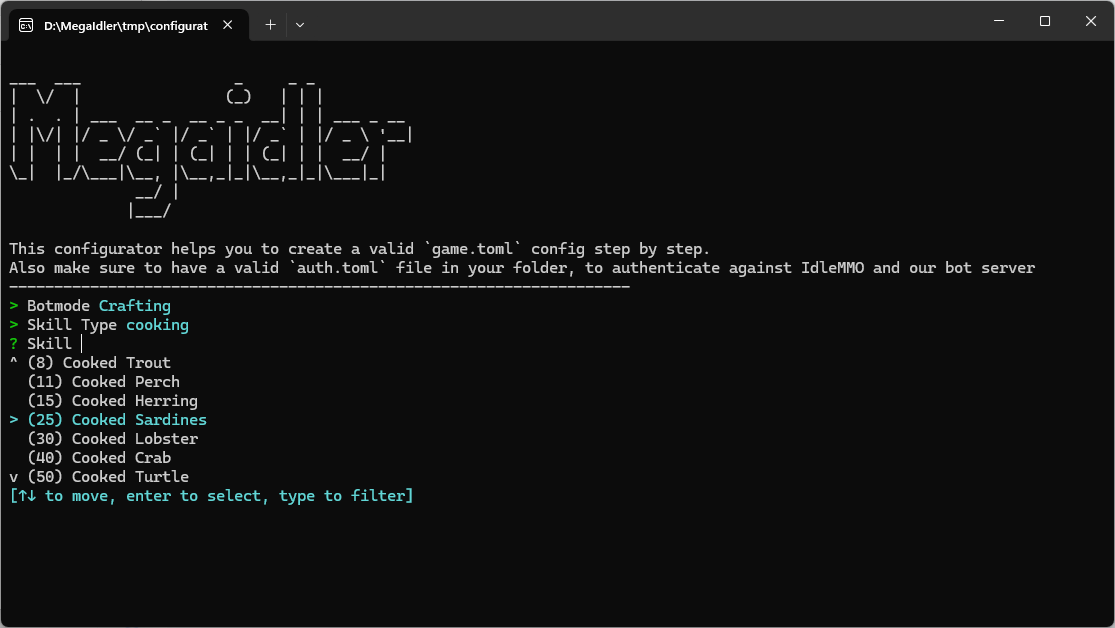 D:\MegaIdler\tmp\configurat
MegaIdler
This configurator helps you to create a valid `game.toml` config step by step.
Also make sure to have a valid `auth.toml` file in your folder, to authenticate against IdleMMO and our bot server
---------------------------------------------------------------------
> Botmode Crafting
> Skill Type cooking
? Skill
^ (8) Cooked Trout
(11) Cooked Perch
(15) Cooked Herring
> (25) Cooked Sardines
(30) Cooked Lobster
(40) Cooked Crab
v (50) Cooked Turtle
[↑↓ to move, enter to select, type to filter]